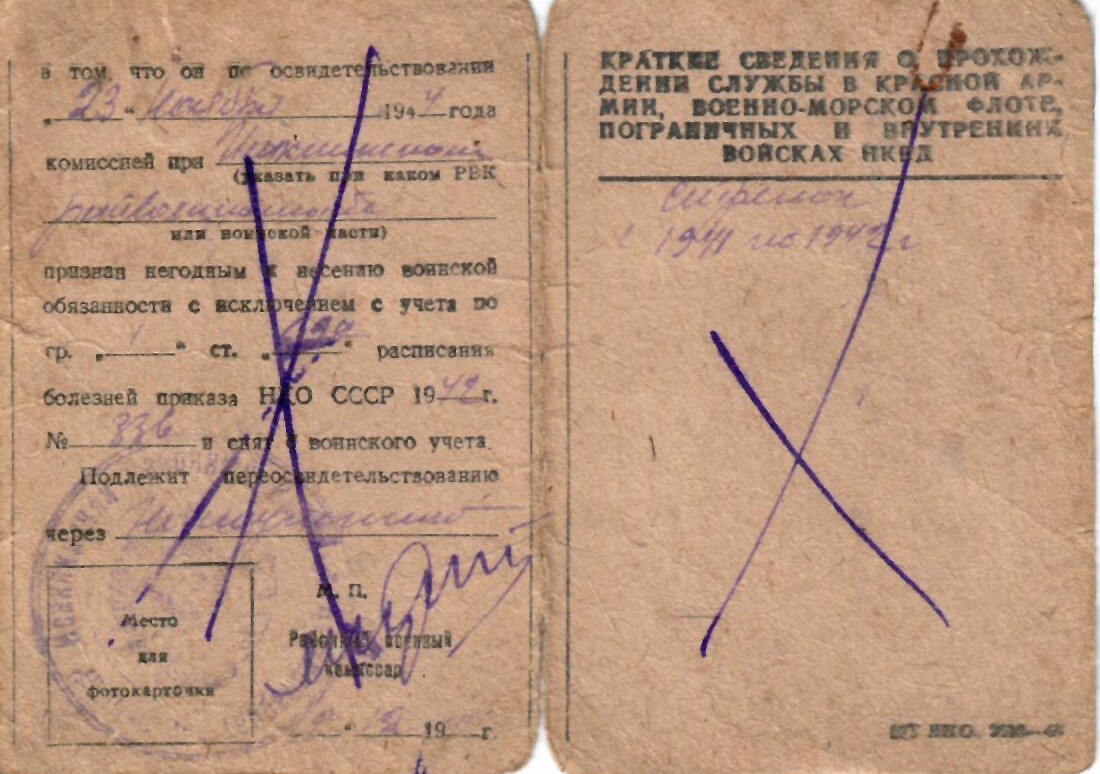 в том, что он по освидетельствовании
„23“ Ноября 1944 года
комиссией при
(указать при каком РВК
или воинской части)
признан негодным к несению воинской
обязанности с исключением с учета по
гр. „ “ ст. „ “ расписания
болезней приказа НКО СССР 1942 г.
№ 336 и снят с воинского учета.
Подлежит переосвидетельствованию
через
Место
для
фотокарточки
М. П.
Районный военный
комиссар
„ “ 19 г.
КРАТКИЕ СВЕДЕНИЯ О ПРОХОЖ-
ДЕНИИ СЛУЖБЫ В КРАСНОЙ АР-
МИИ, ВОЕННО-МОРСКОМ ФЛОТЕ,
ПОГРАНИЧНЫХ И ВНУТРЕННИХ
ВОЙСКАХ НКВД
с 1941 по 1942 г
НКО.